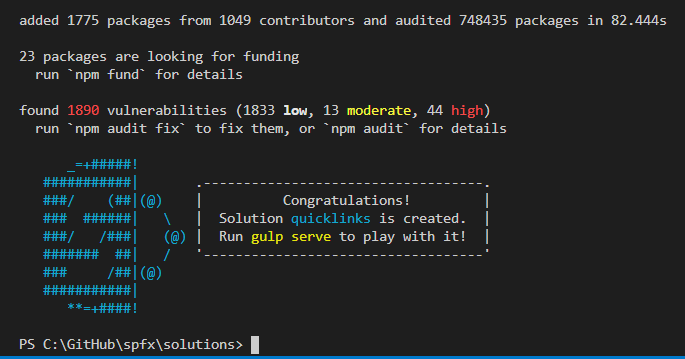 added 1775 packages from 1049 contributors and audited 748435 packages in 82.444s
23 packages are looking for funding
run `npm fund` for details
found 1890 vulnerabilities (1833 low, 13 moderate, 44 high)
run `npm audit fix` to fix them, or `npm audit` for details
      _=+#####!
   ###########|      .-----------------------------------.
   ###/    (##|(@)    |          Congratulations!         |
   ###  ######|   \   |  Solution quicklinks is created.  |
   ###/   /###|   (@) |  Run gulp serve to play with it!  |
   #######  ##|   /   '-----------------------------------'
   ###     /##|(@)
   ###########|
      **=+####!
PS C:\GitHub\spfx\solutions>